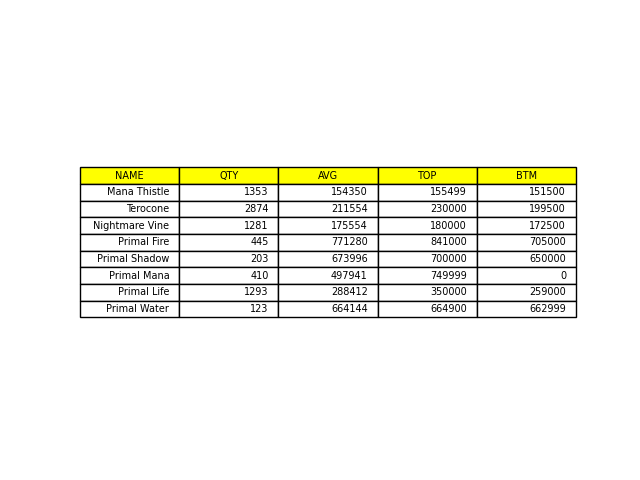 NAME QTY AVG TOP BTM
Mana Thistle 1353 154350 155499 151500
Terocone 2874 211554 230000 199500
Nightmare Vine 1281 175554 180000 172500
Primal Fire 445 771280 841000 705000
Primal Shadow 203 673996 700000 650000
Primal Mana 410 497941 749999 0
Primal Life 1293 288412 350000 259000
Primal Water 123 664144 664900 662999